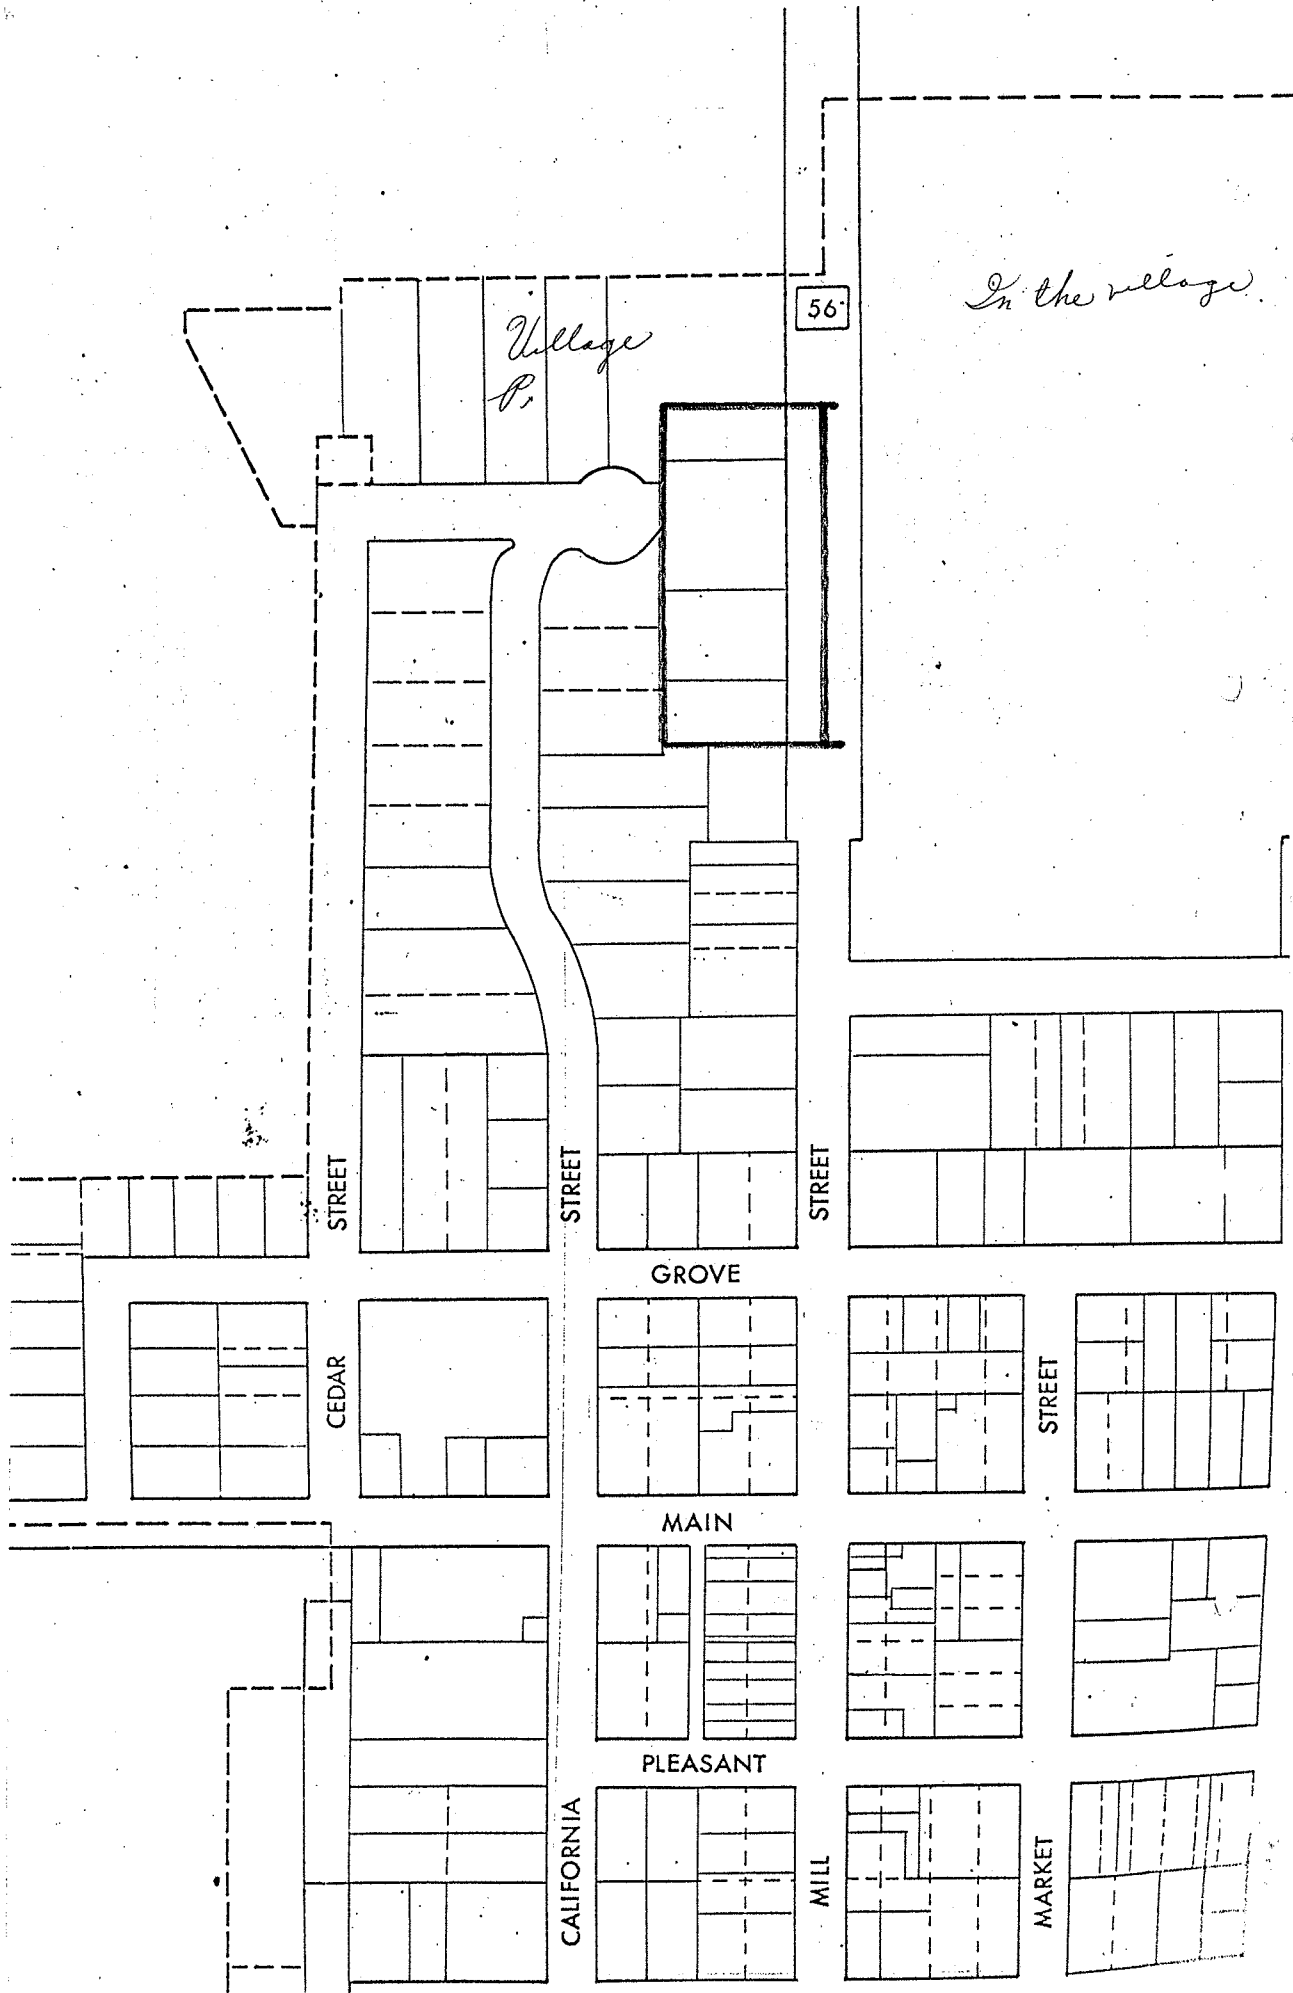 In the village.
56
Village
P.
STREET
STREET
STREET
GROVE
CEDAR
STREET
MAIN
PLEASANT
CALIFORNIA
MILL
MARKET